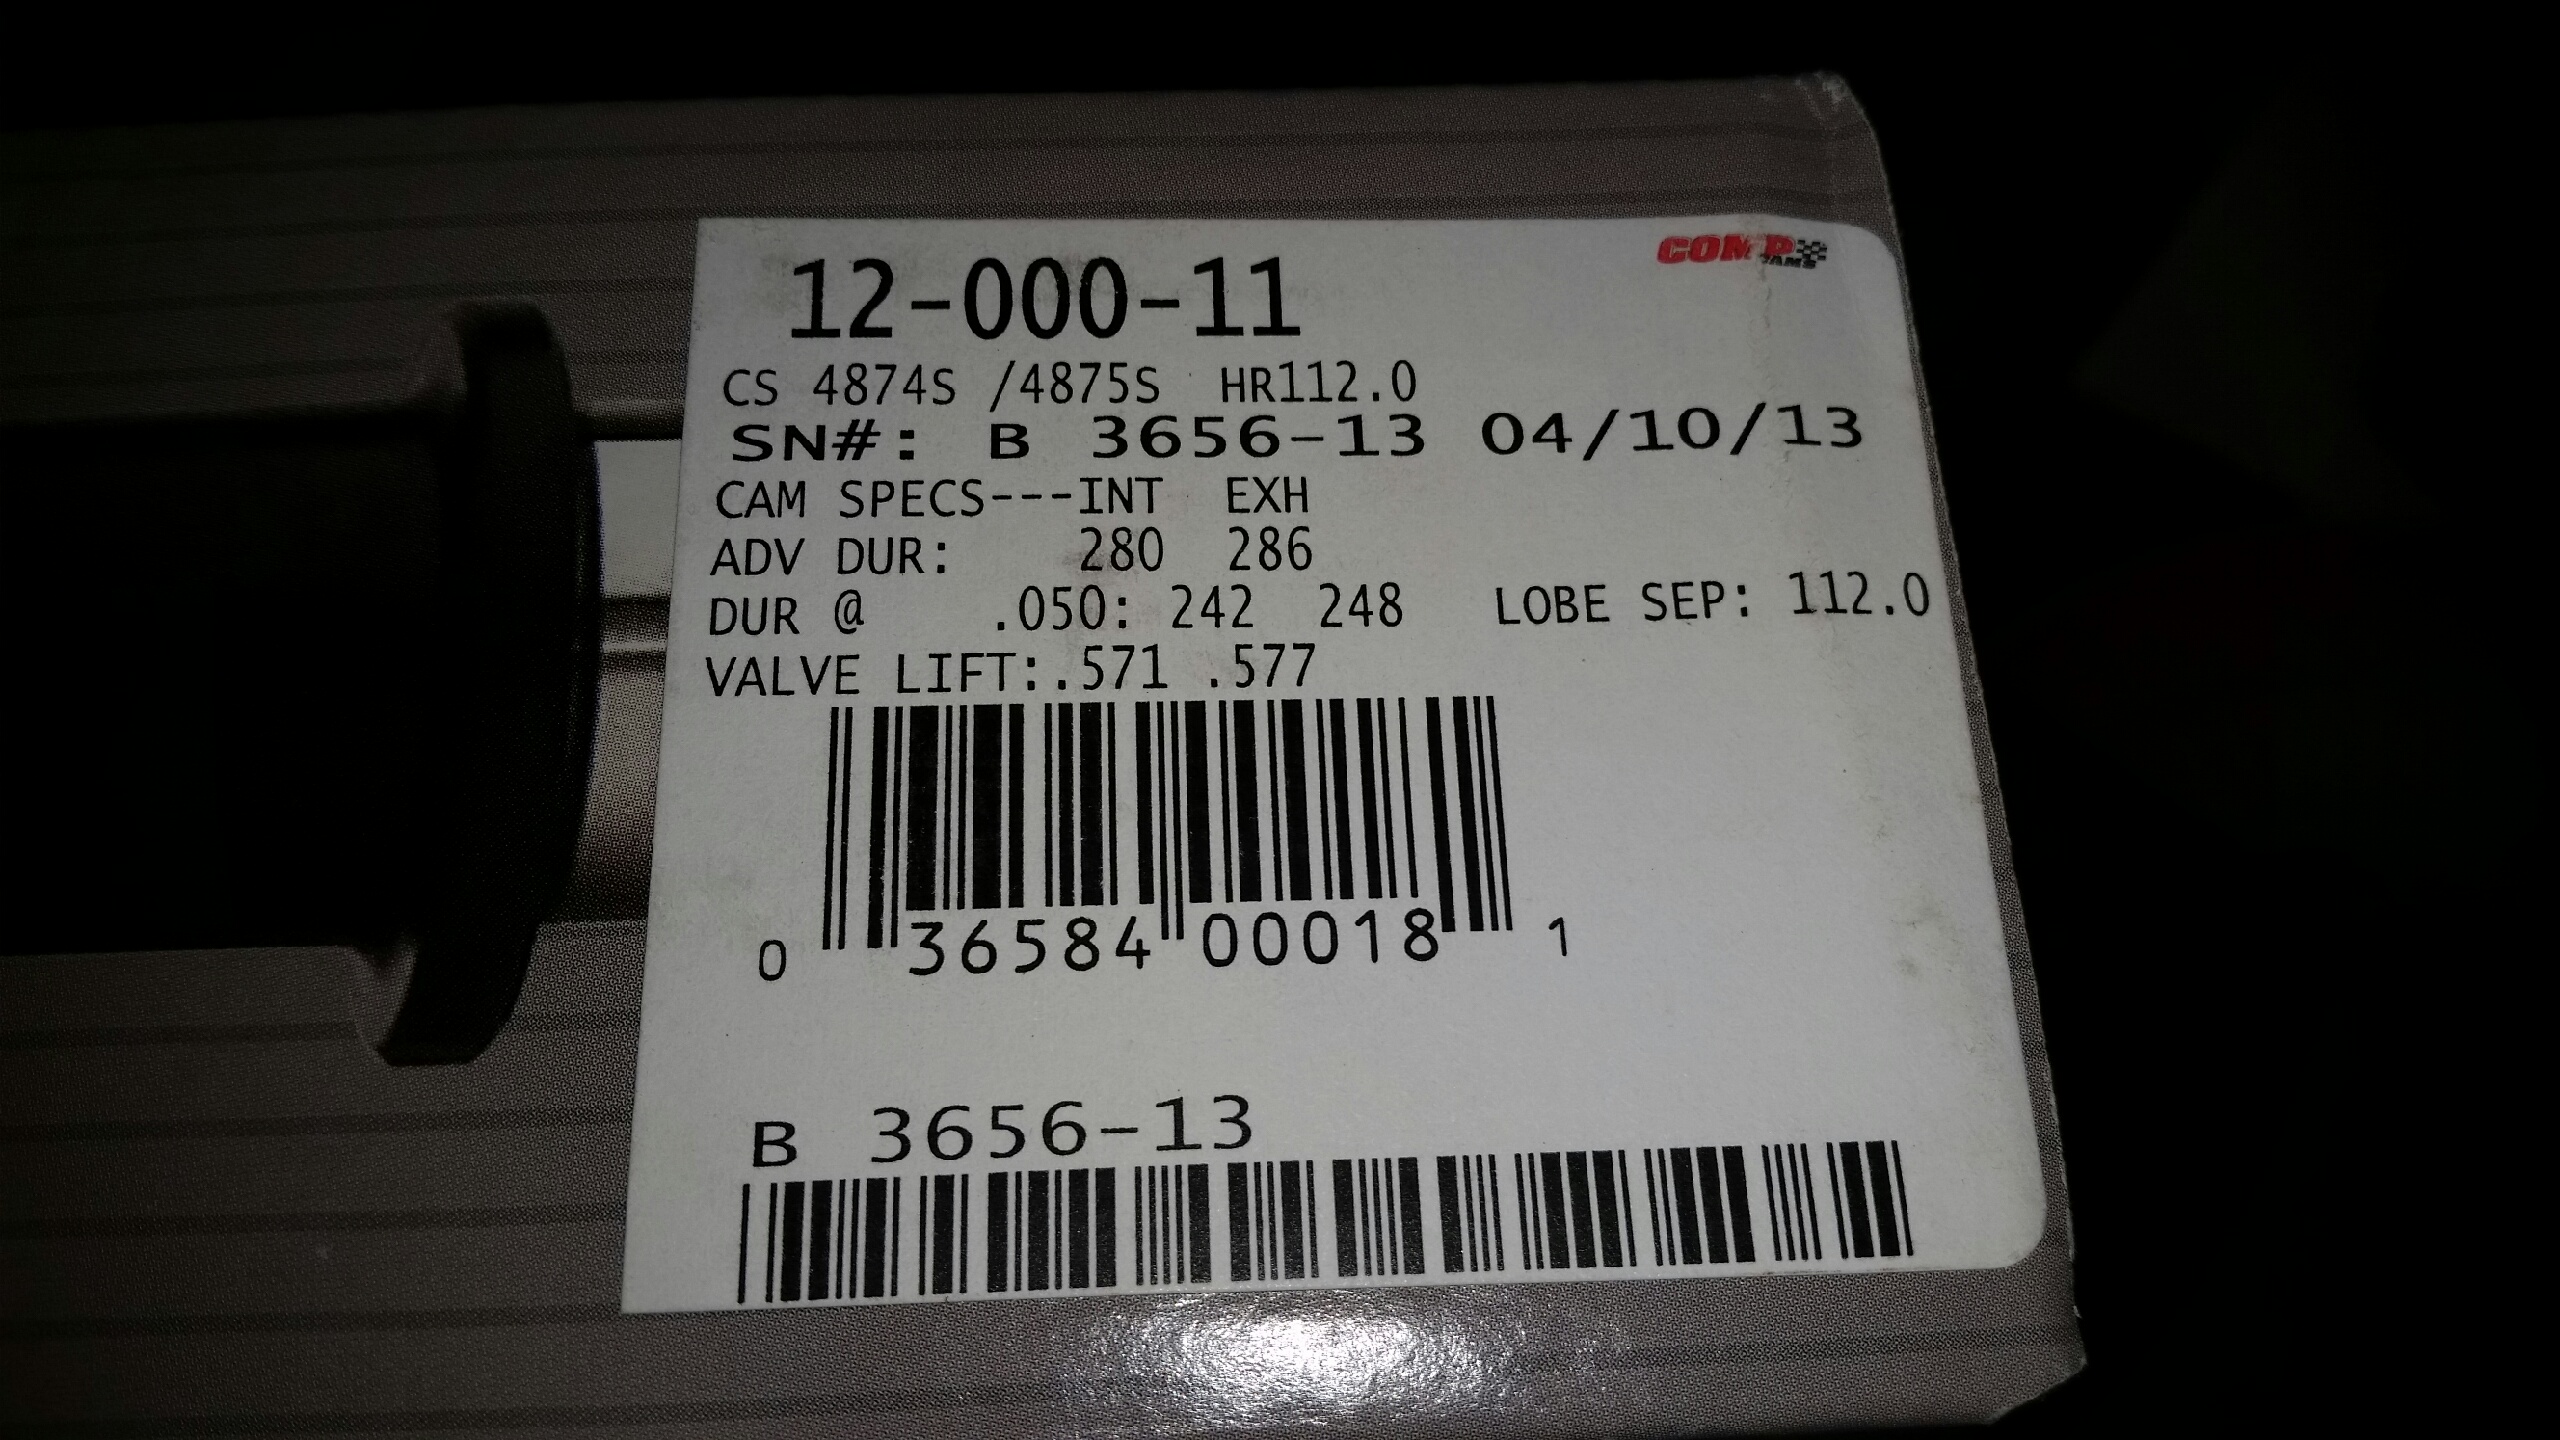 12-000-11
COMP CAMS
CS 4874S /4875S HR112.0
SN#: B 3656-13 04/10/13
CAM SPECS---INT EXH
ADV DUR: 280 286
DUR @ .050: 242 248 LOBE SEP: 112.0
VALVE LIFT:.571 .577
0 36584 00018 1
B 3656-13